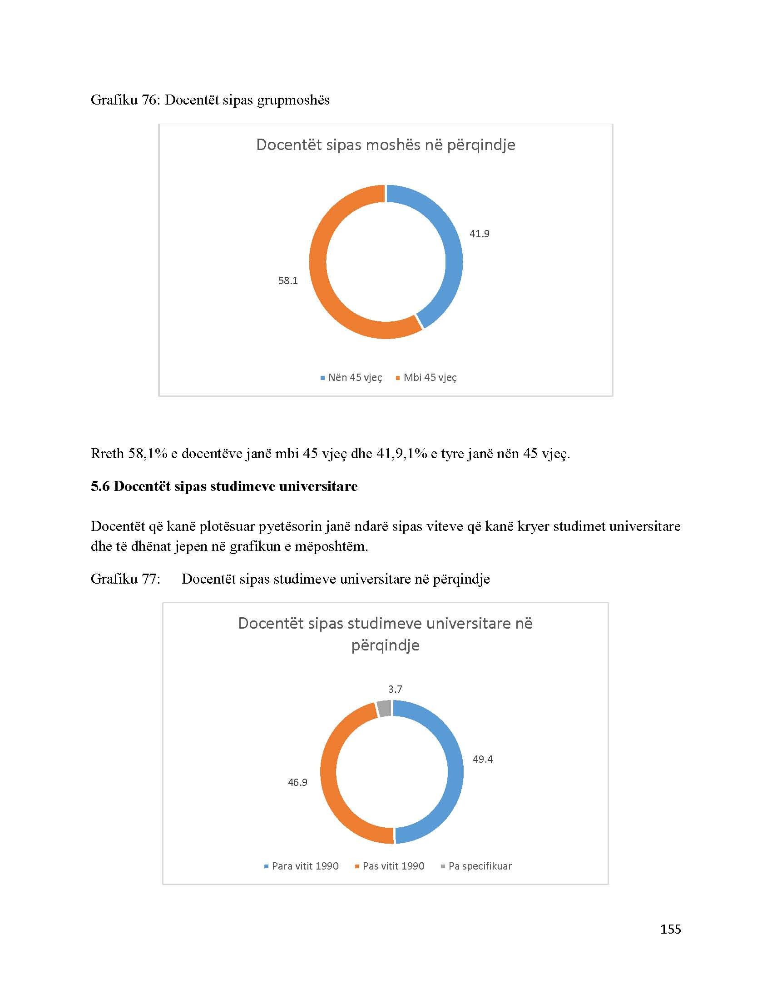 Grafiku 76: Docentët sipas grupmoshës
Docentët sipas moshës në përqindje
41.9
58.1
Nën 45 vjeç Mbi 45 vjeç
Rreth 58,1% e docentëve janë mbi 45 vjeç dhe 41,9,1% e tyre janë nën 45 vjeç.
5.6 Docentët sipas studimeve universitare
Docentët që kanë plotësuar pyetësorin janë ndarë sipas viteve që kanë kryer studimet universitare
dhe të dhënat jepen në grafikun e mëposhtëm.
Grafiku 77: Docentët sipas studimeve universitare në përqindje
Docentët sipas studimeve universitare në
përqindje
3.7
49.4
46.9
Para vitit 1990 Pas vitit 1990 Pa specifikuar
155